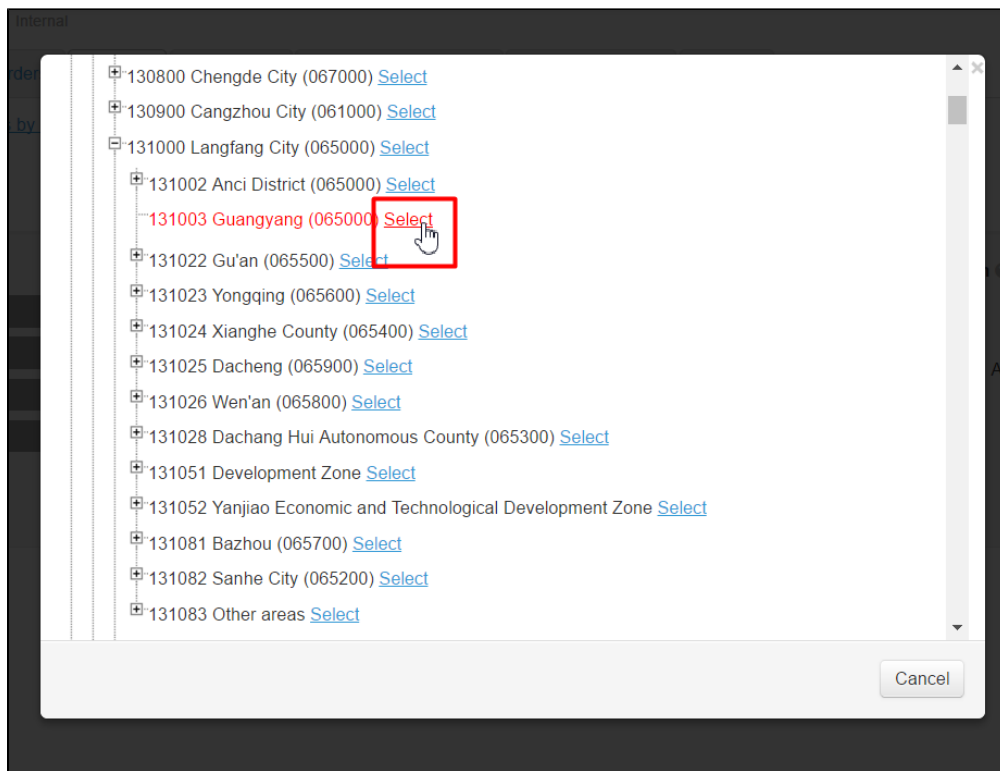 Internal
rder
s by
130800 Chengde City (067000) Select
130900 Cangzhou City (061000) Select
131000 Langfang City (065000) Select
131002 Anci District (065000) Select
131003 Guangyang (065000) Select
131022 Gu'an (065500) Select
131023 Yongqing (065600) Select
131024 Xianghe County (065400) Select
131025 Dacheng (065900) Select
131026 Wen'an (065800) Select
131028 Dachang Hui Autonomous County (065300) Select
131051 Development Zone Select
131052 Yanjiao Economic and Technological Development Zone Select
131081 Bazhou (065700) Select
131082 Sanhe City (065200) Select
131083 Other areas Select
Cancel